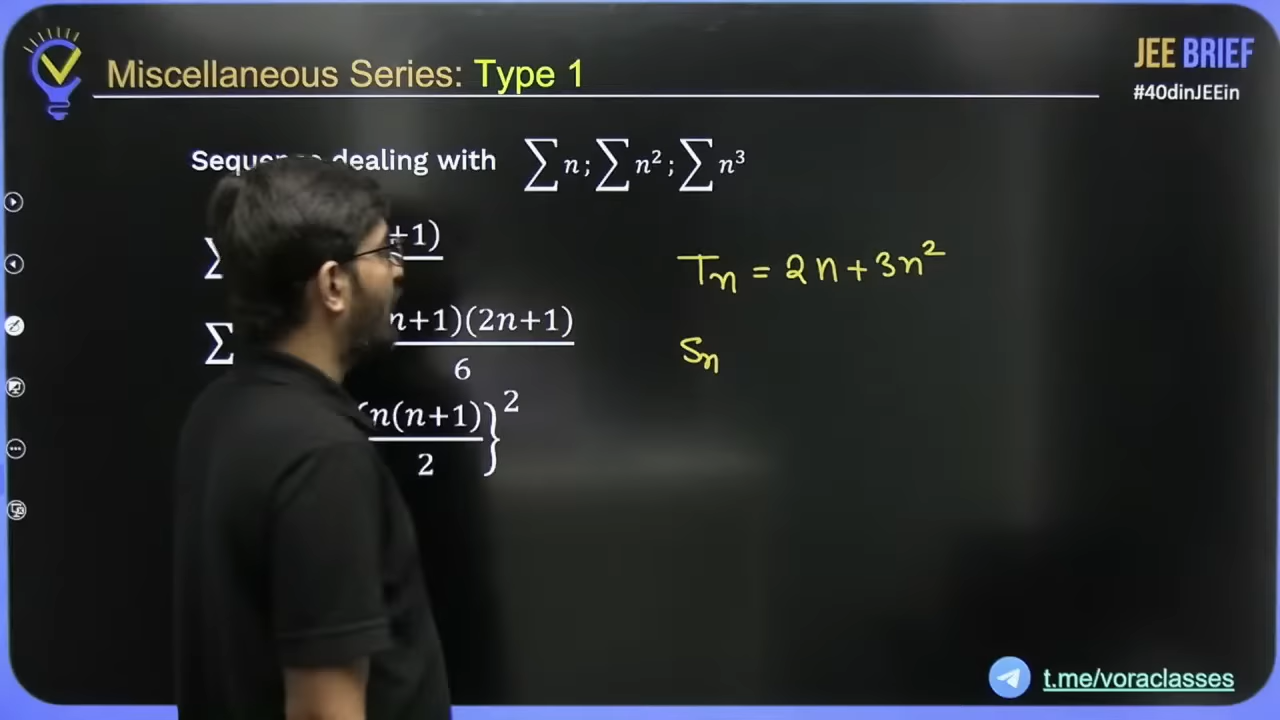 Miscellaneous Series: Type 1
JEE BRIEF
#40dinJEEin
dealing with ∑n; ∑n²; ∑n³
+1)
n+1)(2n+1)
6
∑
∑
{n(n+1)/2}²
Tn = 2n+3n²
Sn
t.me/voraclasses